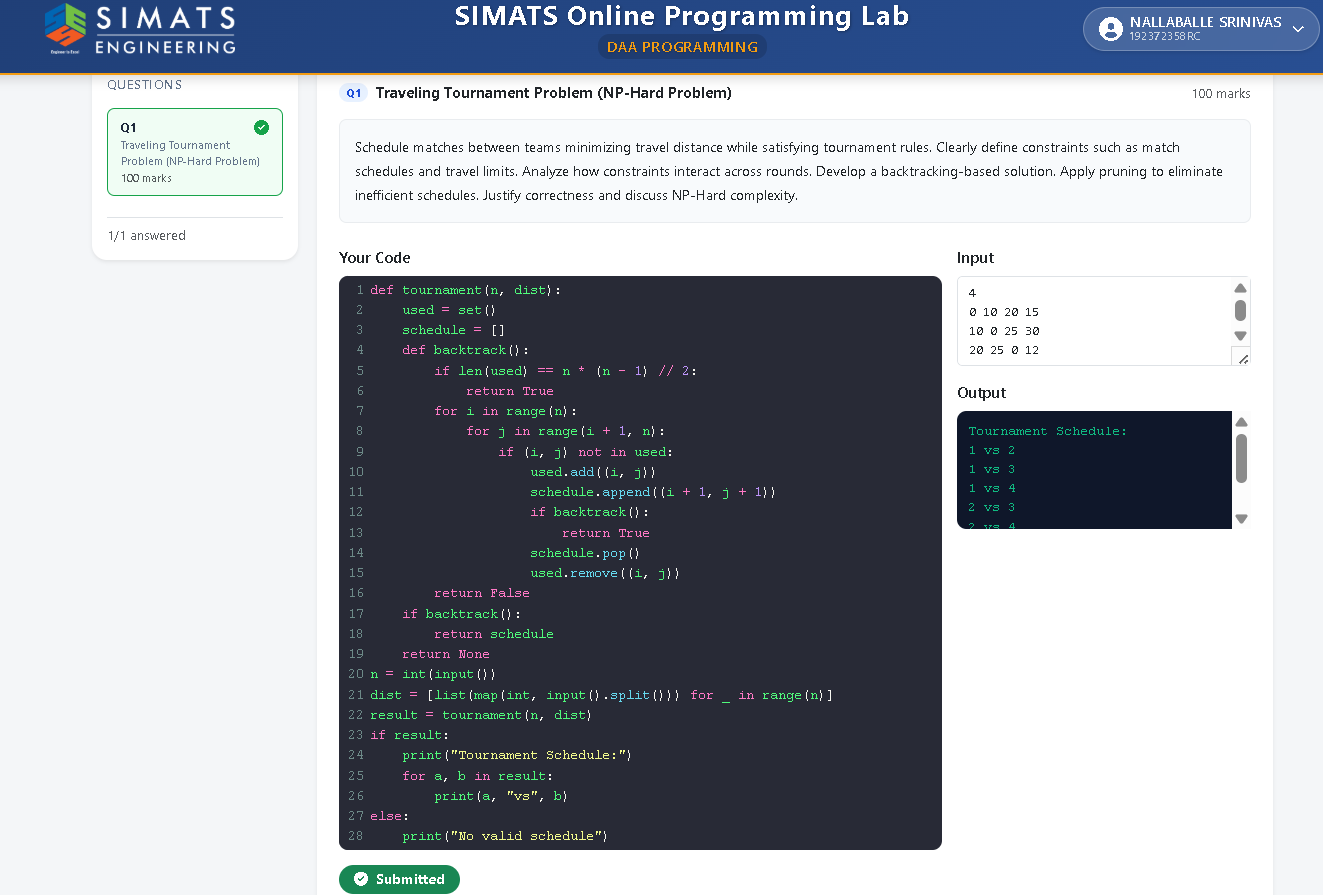 SIMATS
ENGINEERING
Engineer to Excel
SIMATS Online Programming Lab
DAA PROGRAMMING
NALLABALLE SRINIVAS
192372358RC
QUESTIONS
Q1
Traveling Tournament
Problem (NP-Hard Problem)
100 marks
1/1 answered
Q1 Traveling Tournament Problem (NP-Hard Problem)
100 marks
Schedule matches between teams minimizing travel distance while satisfying tournament rules. Clearly define constraints such as match
schedules and travel limits. Analyze how constraints interact across rounds. Develop a backtracking-based solution. Apply pruning to eliminate
inefficient schedules. Justify correctness and discuss NP-Hard complexity.
Your Code
1 def tournament(n, dist):
2     used = set()
3     schedule = []
4     def backtrack():
5         if len(used) == n * (n - 1) // 2:
6             return True
7         for i in range(n):
8             for j in range(i + 1, n):
9                 if (i, j) not in used:
10                     used.add((i, j))
11                     schedule.append((i + 1, j + 1))
12                     if backtrack():
13                         return True
14                     schedule.pop()
15                     used.remove((i, j))
16         return False
17     if backtrack():
18         return schedule
19     return None
20 n = int(input())
21 dist = [list(map(int, input().split())) for _ in range(n)]
22 result = tournament(n, dist)
23 if result:
24     print("Tournament Schedule:")
25     for a, b in result:
26         print(a, "vs", b)
27 else:
28     print("No valid schedule")
Submitted
Input
4
0 10 20 15
10 0 25 30
20 25 0 12
Output
Tournament Schedule:
1 vs 2
1 vs 3
1 vs 4
2 vs 3
2 vs 4